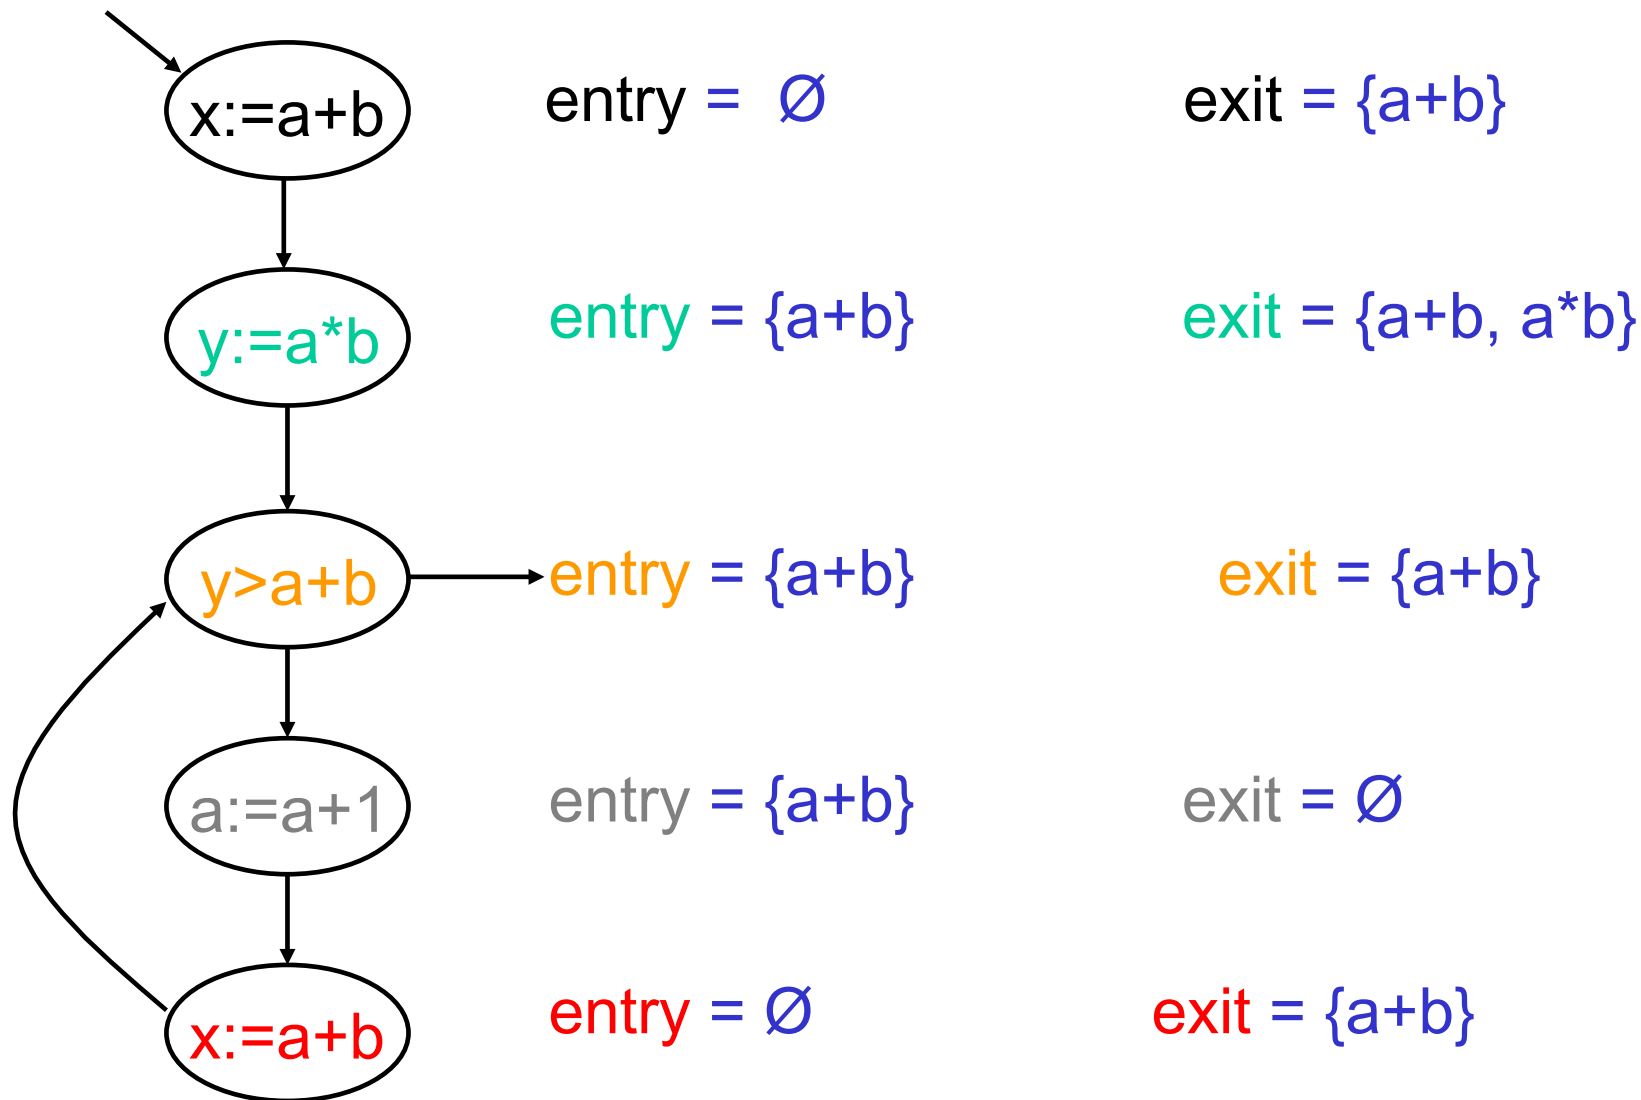 x:=a+b entry = Ø exit = {a+b}
y:=a*b entry = {a+b} exit = {a+b, a*b}
y>a+b entry = {a+b} exit = {a+b}
a:=a+1 entry = {a+b} exit = Ø
x:=a+b entry = Ø exit = {a+b}